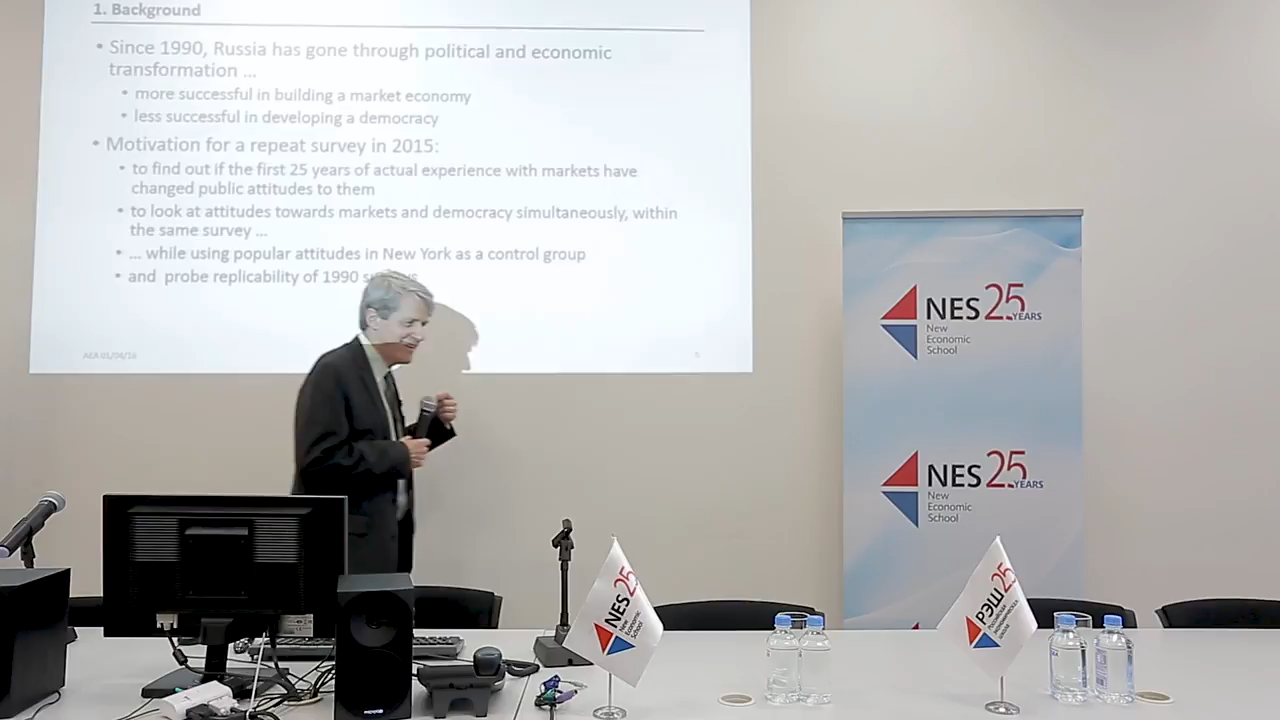 1. Background
• Since 1990, Russia has gone through political and economic
transformation ...
• more successful in building a market economy
• less successful in developing a democracy
• Motivation for a repeat survey in 2015:
• to find out if the first 25 years of actual experience with markets have
changed public attitudes to them
• to look at attitudes towards markets and democracy simultaneously, within
the same survey ...
• ... while using popular attitudes in New York as a control group
• and probe replicability of 1990
AEA 01/04/16
5
NES 25
YEARS
New
Economic
School
NES 25
YEARS
New
Economic
School
NES 25
New
Economic
School
РЭШ 25